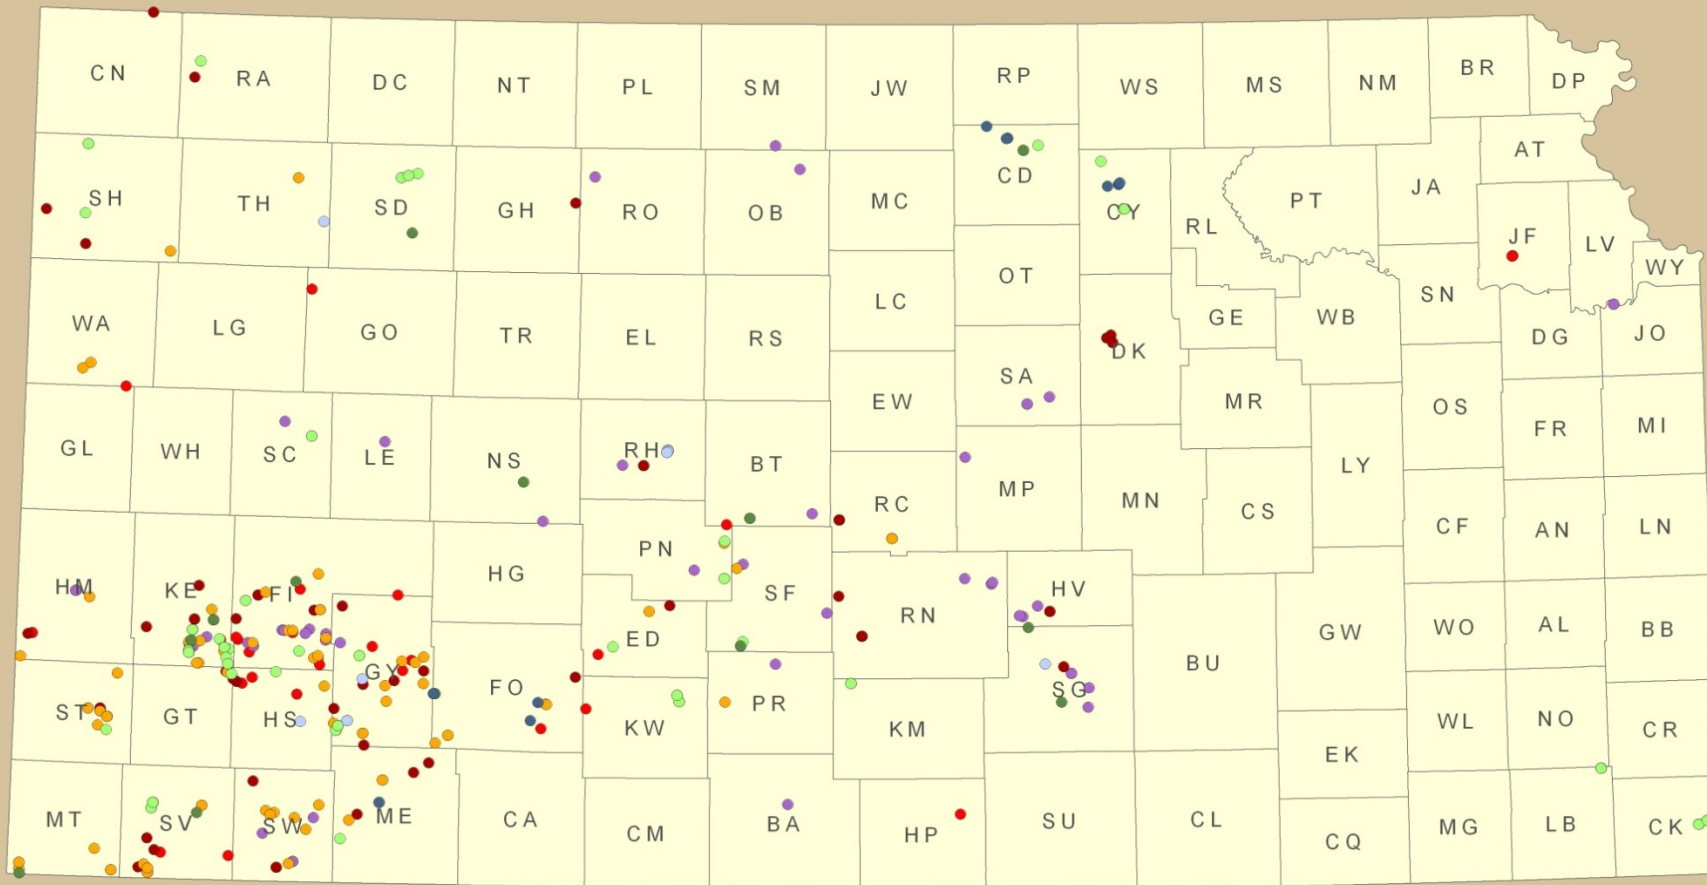 CN RA DC NT PL SM JW RP WS MS NM BR DP
SH TH SD GH RO OB MC CD CY RL PT JA AT
JF LV WY
WA LG GO TR EL RS LC OT DK GE WB SN DG JO
GL WH SC LE NS RH BT EW SA MR OS FR MI
RC MP MN CS LY CF AN LN
HM KE FI HG PN SF RN HV GW WO AL BB
ED
ST GT HS GY FO KW PR KM SG BU EK WL NO CR
MT SV SW ME CA CM BA HP SU CL CQ MG LB CK